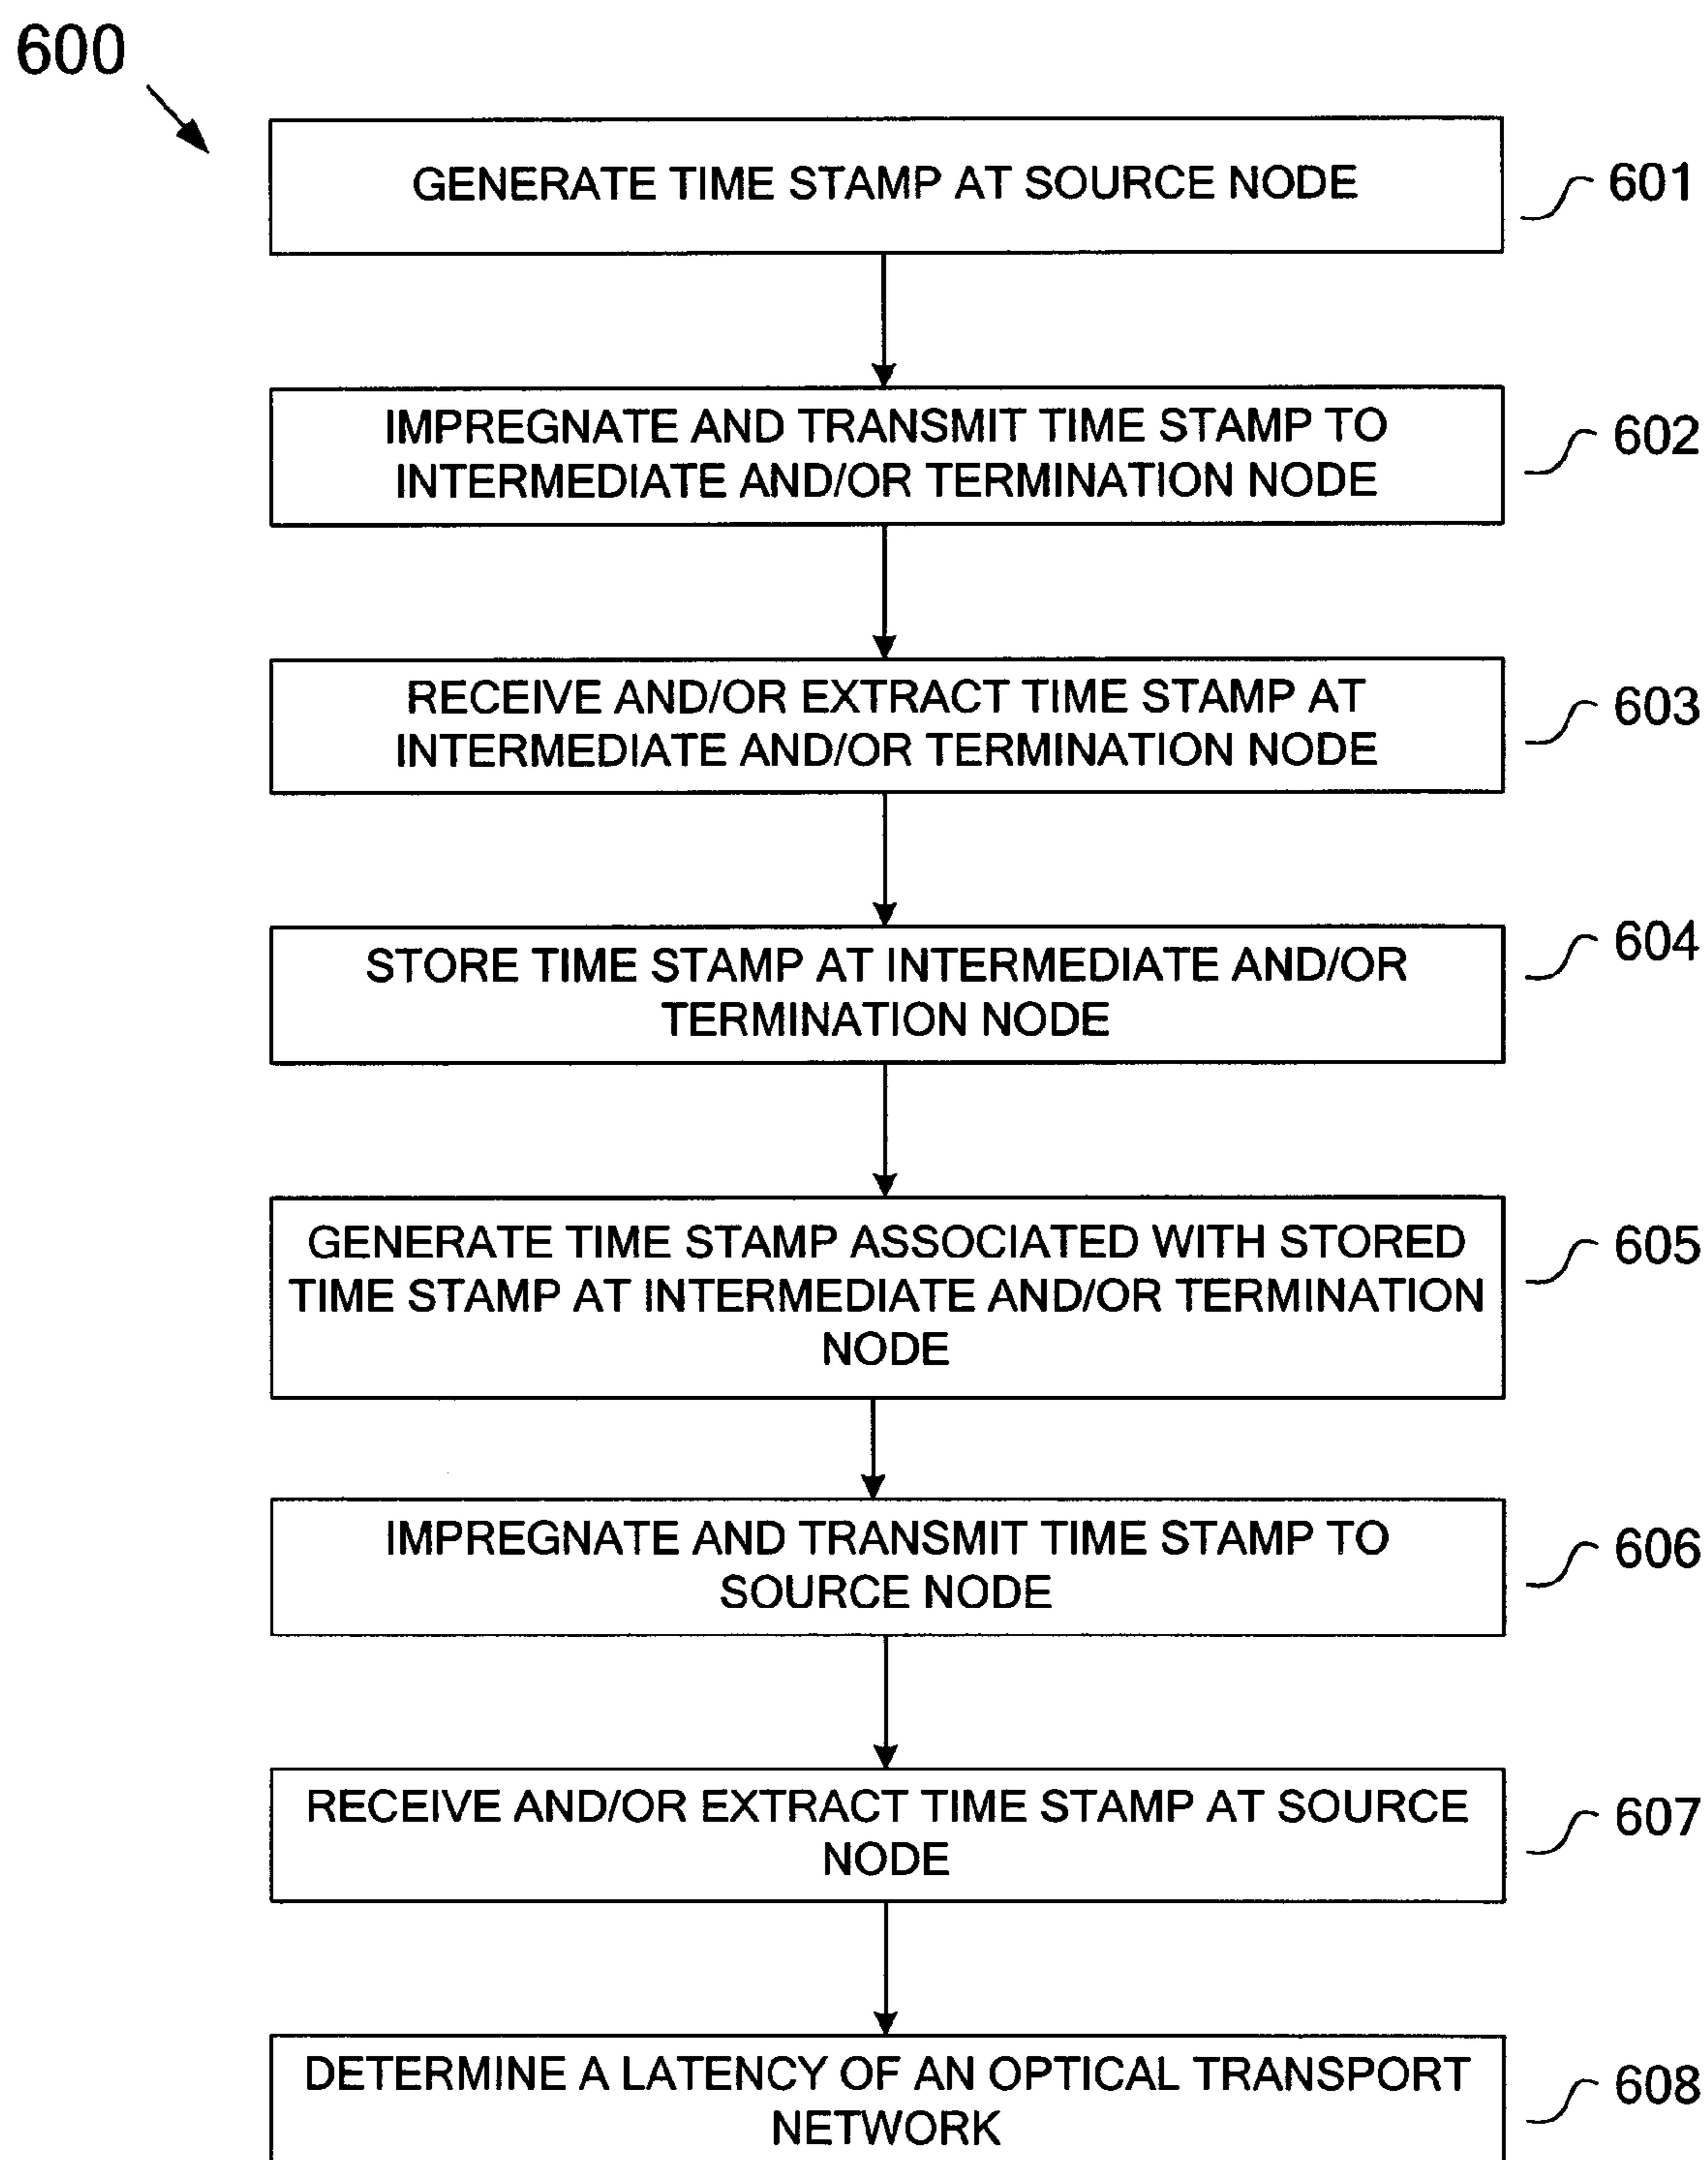 600
GENERATE TIME STAMP AT SOURCE NODE
601
IMPREGNATE AND TRANSMIT TIME STAMP TO
INTERMEDIATE AND/OR TERMINATION NODE
602
RECEIVE AND/OR EXTRACT TIME STAMP AT
INTERMEDIATE AND/OR TERMINATION NODE
603
STORE TIME STAMP AT INTERMEDIATE AND/OR
TERMINATION NODE
604
GENERATE TIME STAMP ASSOCIATED WITH STORED
TIME STAMP AT INTERMEDIATE AND/OR TERMINATION
NODE
605
IMPREGNATE AND TRANSMIT TIME STAMP TO
SOURCE NODE
606
RECEIVE AND/OR EXTRACT TIME STAMP AT SOURCE
NODE
607
DETERMINE A LATENCY OF AN OPTICAL TRANSPORT
NETWORK
608